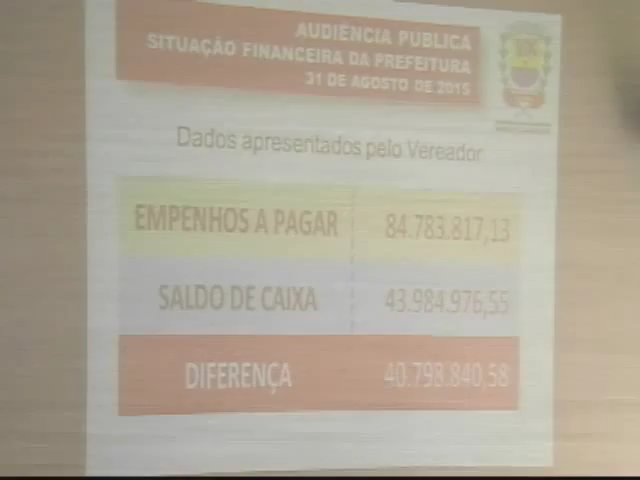 AUDIÊNCIA PUBLICA
SITUAÇÃO FINANCEIRA DA PREFEITURA
31 DE AGOSTO DE 2015
Dados apresentados pelo Vereador
EMPENHOS A PAGAR 84.783.817,13
SALDO DE CAIXA 43.984.976,55
DIFERENÇA 40.798.840,58